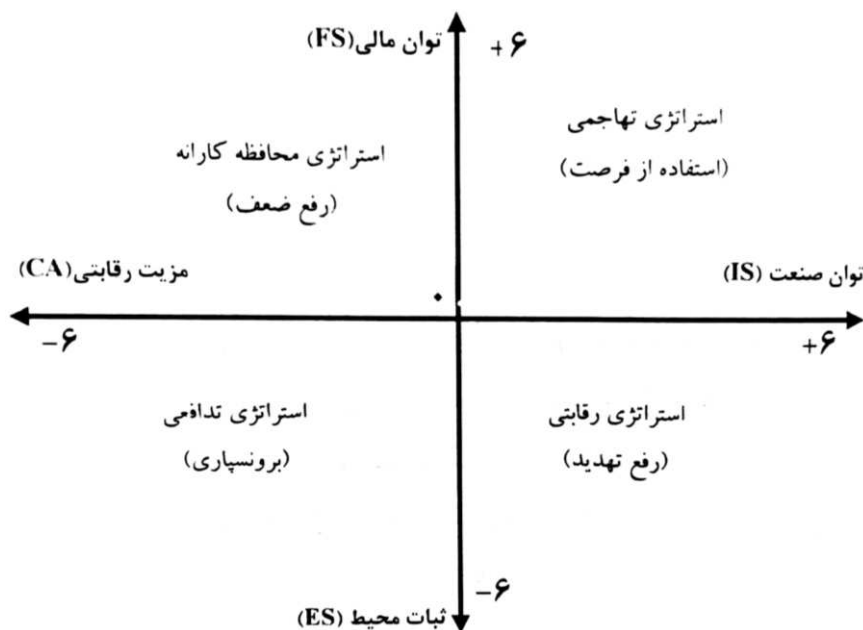 توان مالی(FS)
+۶
استراتژی تهاجمی
(استفاده از فرصت)
استراتژی محافظه کارانه
(رفع ضعف)
توان صنعت (IS)
مزیت رقابتی(CA)
+۶
−۶
استراتژی رقابتی
(رفع تهدید)
استراتژی تدافعی
(برونسپاری)
−۶
ثبات محیط (ES)